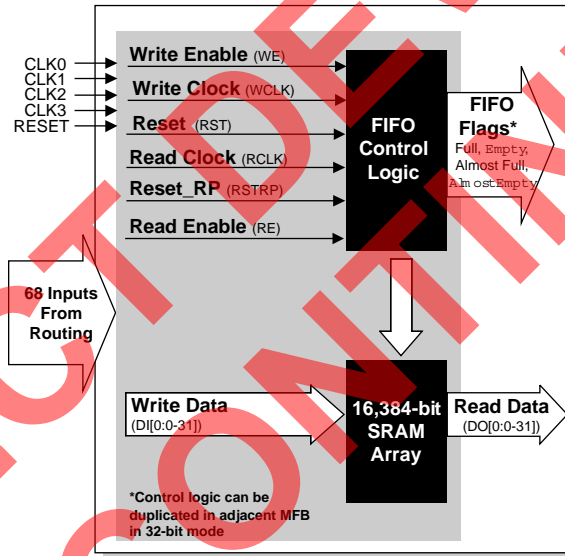 CLK0
CLK1
CLK2
CLK3
RESET
Write Enable (WE)
Write Clock (WCLK)
Reset (RST)
Read Clock (RCLK)
Reset_RP (RSTRP)
Read Enable (RE)
FIFO
Control
Logic
FIFO
Flags*
Full, Empty,
Almost Full,
AlmostEmpty
68 Inputs
From
Routing
Write Data
(DI[0:0-31])
16,384-bit
SRAM
Array
Read Data
(DO[0:0-31])
*Control logic can be
duplicated in adjacent MFB
in 32-bit mode